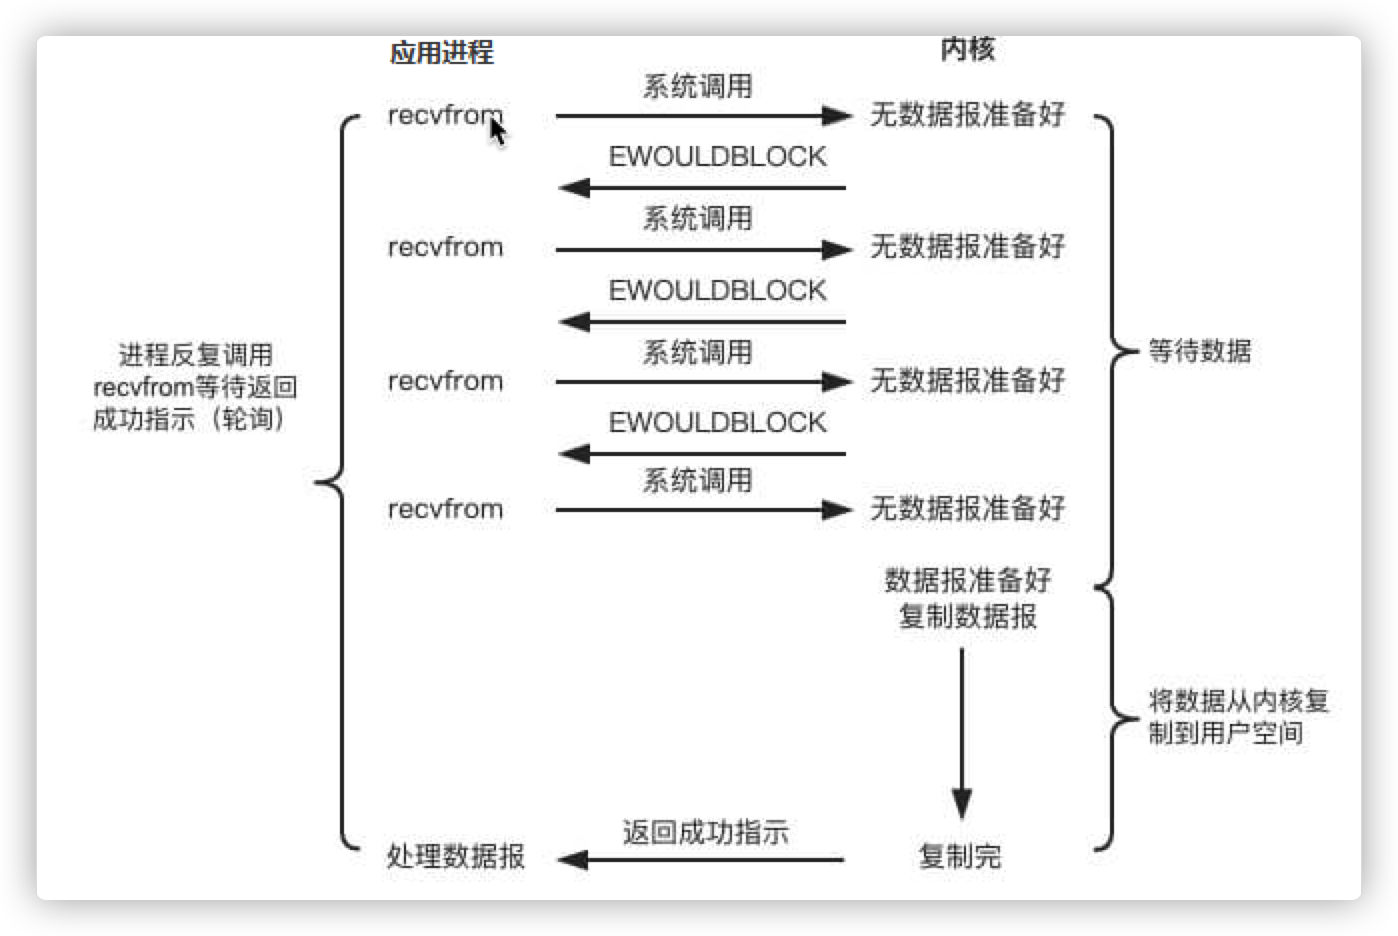 应用进程
内核
系统调用
recvfrom
无数据报准备好
EWOULDBLOCK
系统调用
recvfrom
无数据报准备好
EWOULDBLOCK
系统调用
recvfrom
无数据报准备好
EWOULDBLOCK
系统调用
recvfrom
无数据报准备好
进程反复调用
recvfrom等待返回
成功指示（轮询）
等待数据
数据报准备好
复制数据报
将数据从内核复
制到用户空间
返回成功指示
处理数据报
复制完